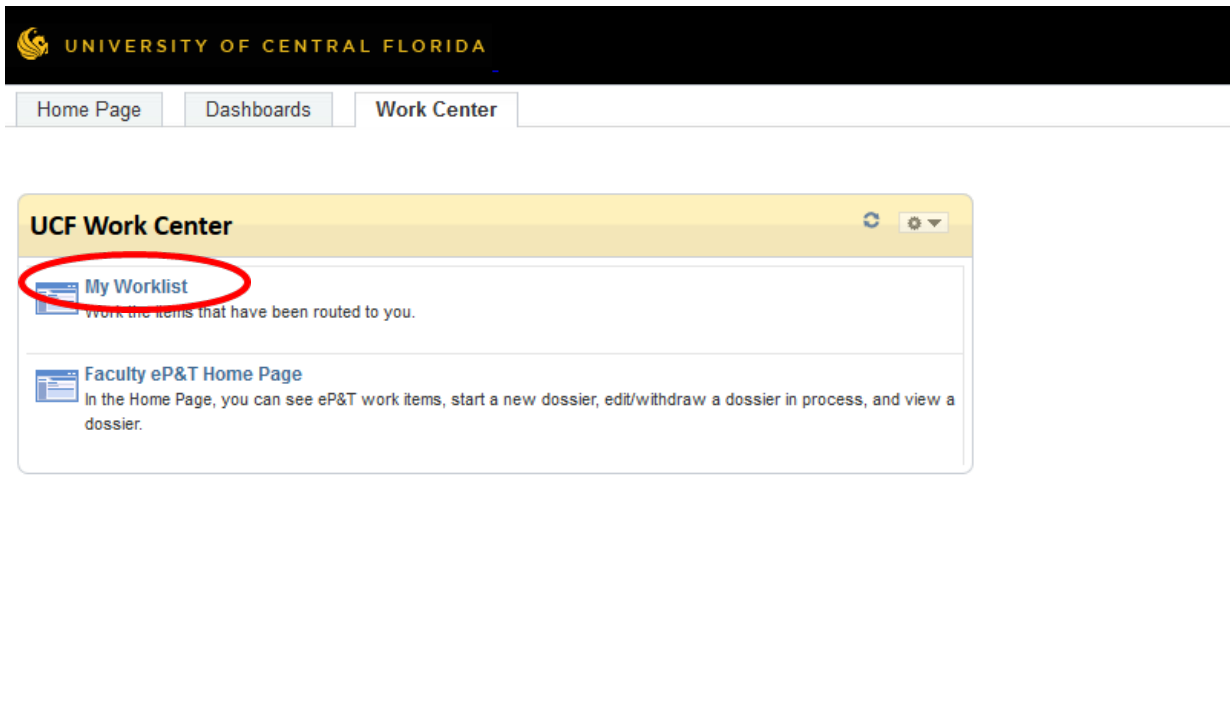 UNIVERSITY OF CENTRAL FLORIDA
Home Page Dashboards Work Center
UCF Work Center
My Worklist
Work the items that have been routed to you.
Faculty eP&T Home Page
In the Home Page, you can see eP&T work items, start a new dossier, edit/withdraw a dossier in process, and view a
dossier.